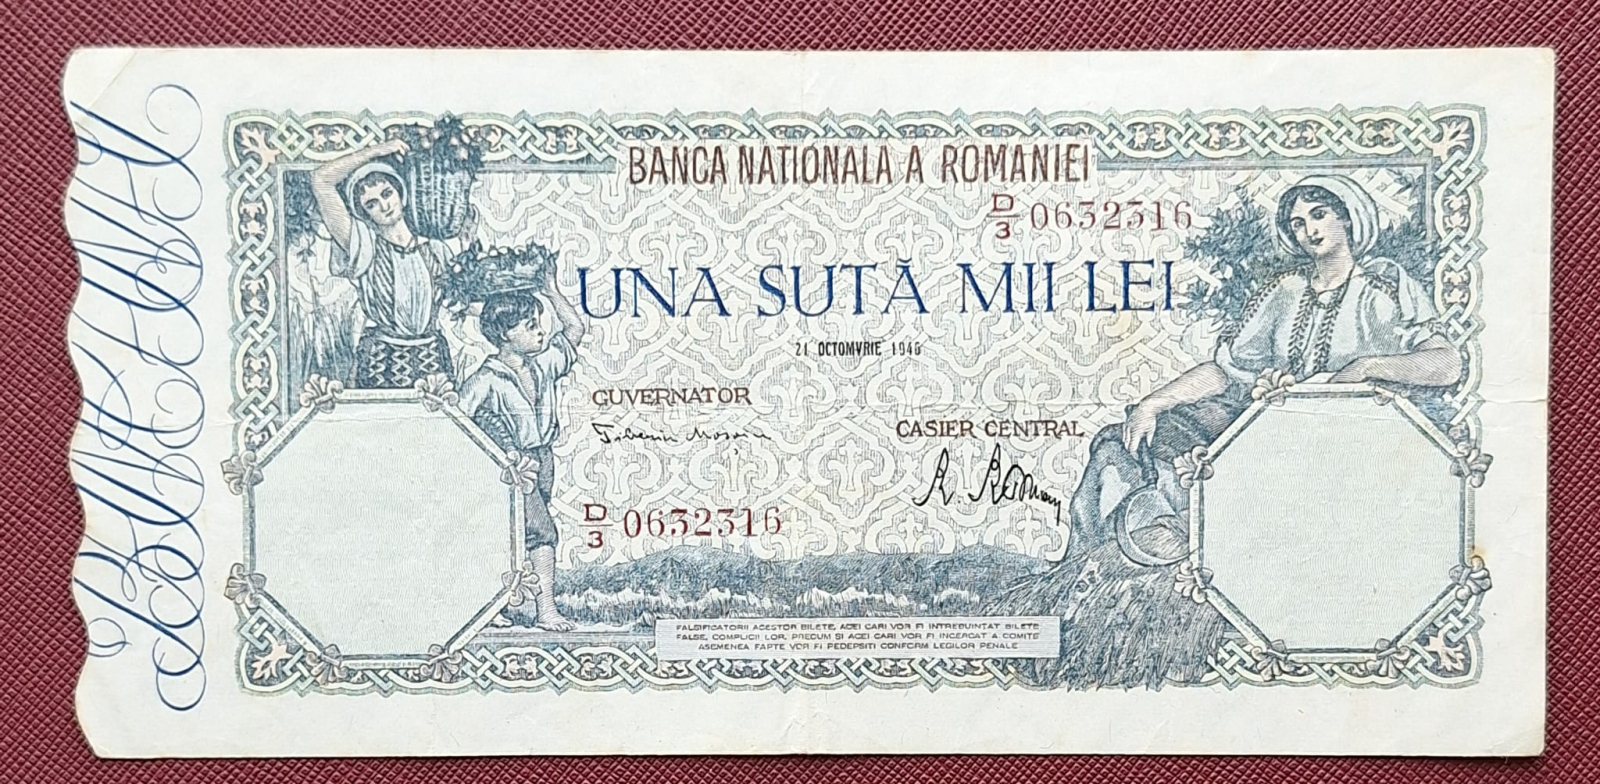 BANCA NATIONALA A ROMANIEI
D/3 0632316
UNA SUTĂ MII LEI
21 OCTOMVRIE 1946
GUVERNATOR
CASIER CENTRAL
D/3 0632316
FALSIFICATORII ACESTOR BILETE, ACEI CARI VOR FI INTREBUINTAT BILETE
FALSE, COMPLICII LOR, PRECUM SI ACEI CARI VOR FI INCERCAT A COMITE
ASEMENEA FAPTE VOR FI PEDEPSITI CONFORM LEGILOR PENALE